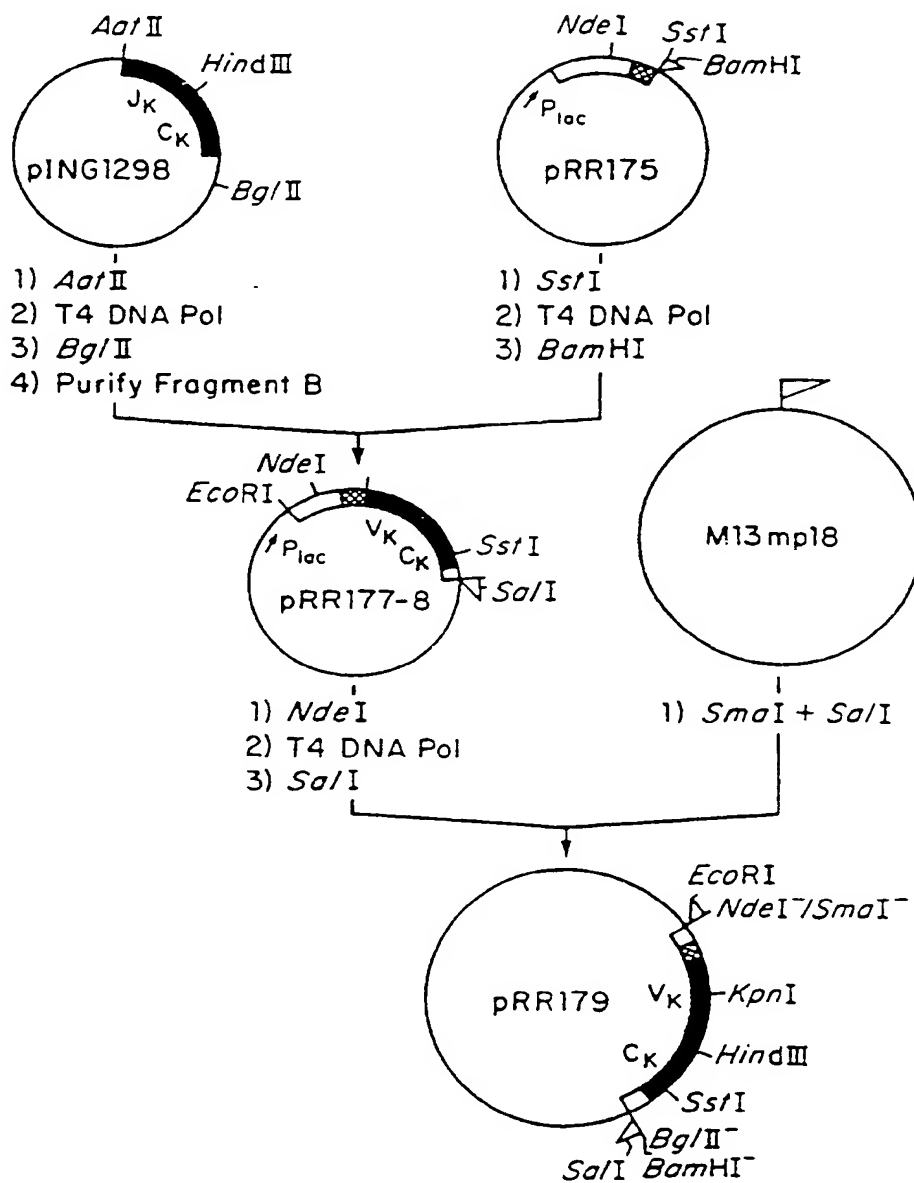 AatII
HindIII
JK
CK
pING1298
BglII
1) AatII
2) T4 DNA Pol
3) BglII
4) Purify Fragment B
NdeI
SstI
BamHI
Plac
pRR175
1) SstI
2) T4 DNA Pol
3) BamHI
NdeI
EcoRI
Plac
VK
CK
SstI
SalI
pRR177-8
1) NdeI
2) T4 DNA Pol
3) SalI
M13mp18
1) SmaI + SalI
EcoRI
NdeI⁻/SmaI⁻
pRR179
VK
KpnI
CK
HindIII
SstI
BglII⁻
SalI BamHI⁻